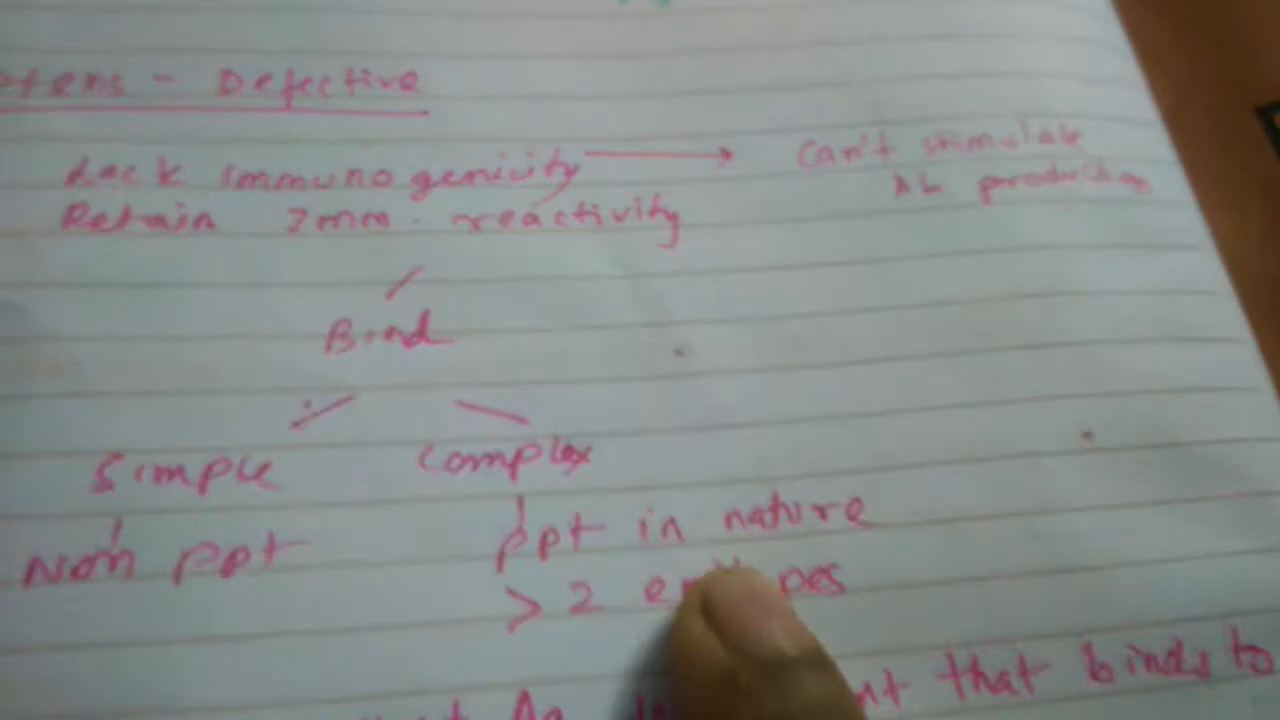 - Defective
Lack immunogenicity → Can't stimulate
production
Retain Imm. reactivity
Bind
Simple Complex
Non ppt ppt in nature
> 2
that binds to